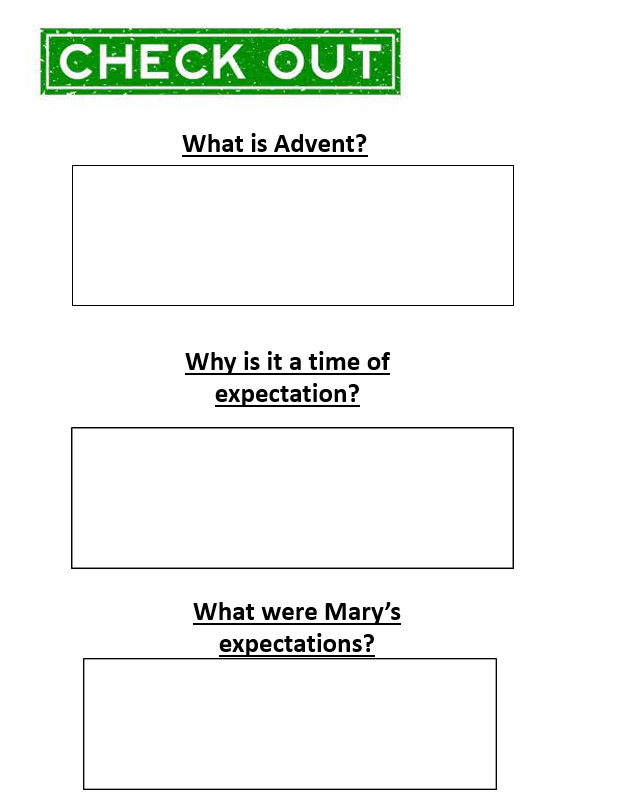 CHECK OUT
What is Advent?
Why is it a time of
expectation?
What were Mary’s
expectations?